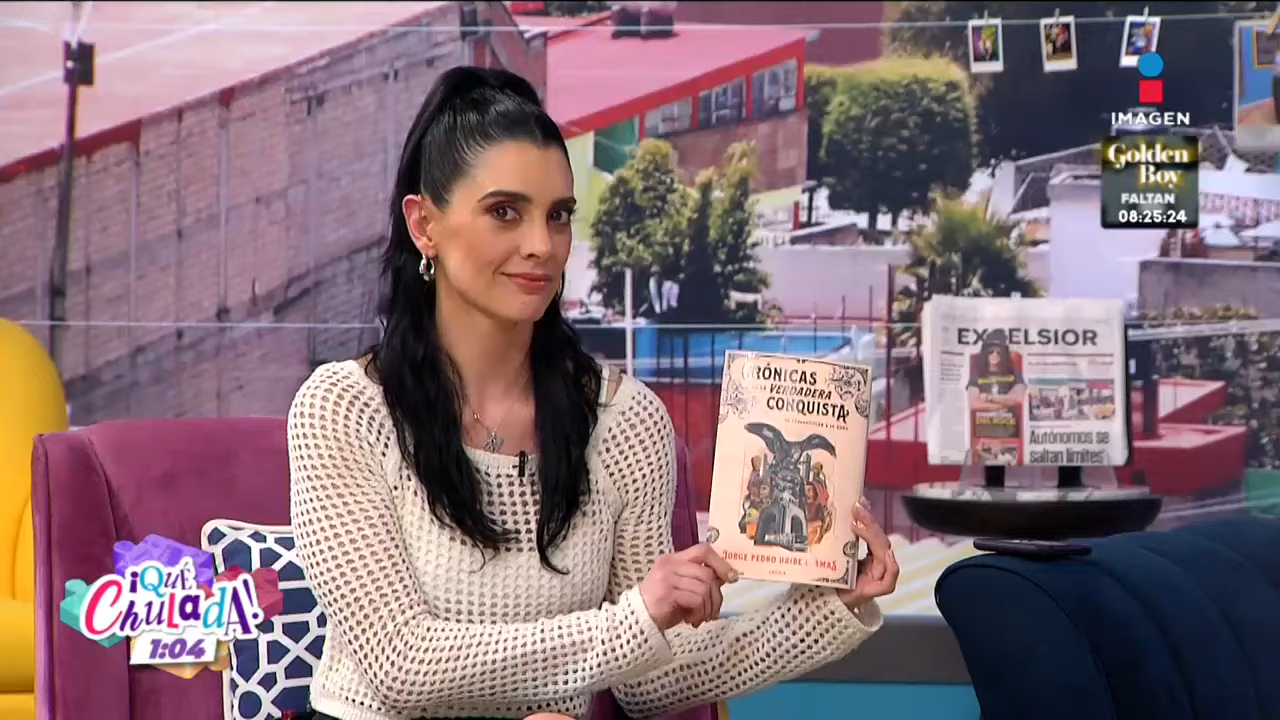 IMAGEN
Golden
Boy
FALTAN
08:25:24
EXCELSIOR
Autónomos se
saltan límites
CRÓNICAS
VERDADERA
CONQUISTA
JORGE PEDRO URIBE LLAMAS
¡QUÉ
CHULADA!
1:04